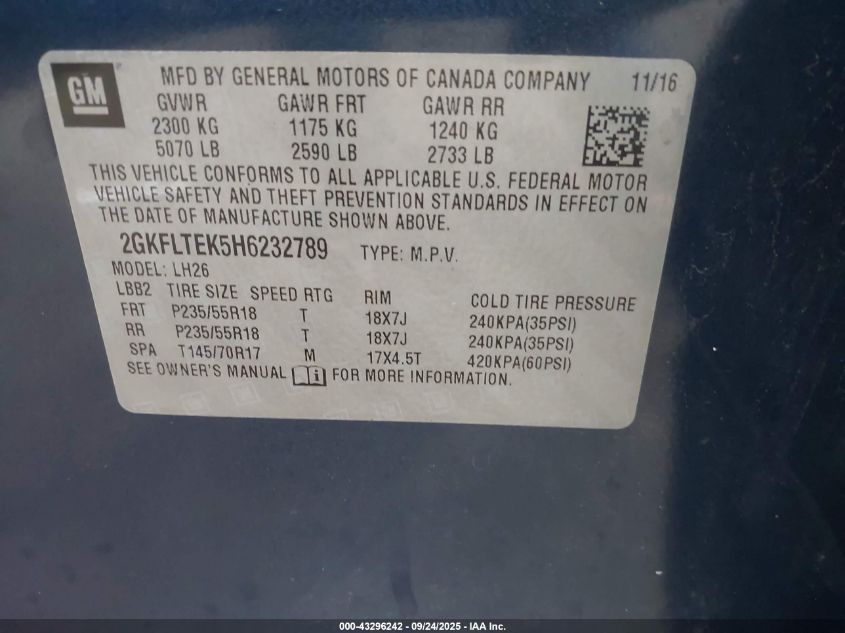 GM
MFD BY GENERAL MOTORS OF CANADA COMPANY 11/16
GVWR GAWR FRT GAWR RR
2300 KG 1175 KG 1240 KG
5070 LB 2590 LB 2733 LB
THIS VEHICLE CONFORMS TO ALL APPLICABLE U.S. FEDERAL MOTOR
VEHICLE SAFETY AND THEFT PREVENTION STANDARDS IN EFFECT ON
THE DATE OF MANUFACTURE SHOWN ABOVE.
2GKFLTEK5H6232789 TYPE: M.P.V.
MODEL: LH26
LBB2 TIRE SIZE SPEED RTG RIM COLD TIRE PRESSURE
FRT P235/55R18 T 18X7J 240KPA(35PSI)
RR P235/55R18 T 18X7J 240KPA(35PSI)
SPA T145/70R17 M 17X4.5T 420KPA(60PSI)
SEE OWNER'S MANUAL i FOR MORE INFORMATION.
000-43296242 - 09/24/2025 - IAA Inc.